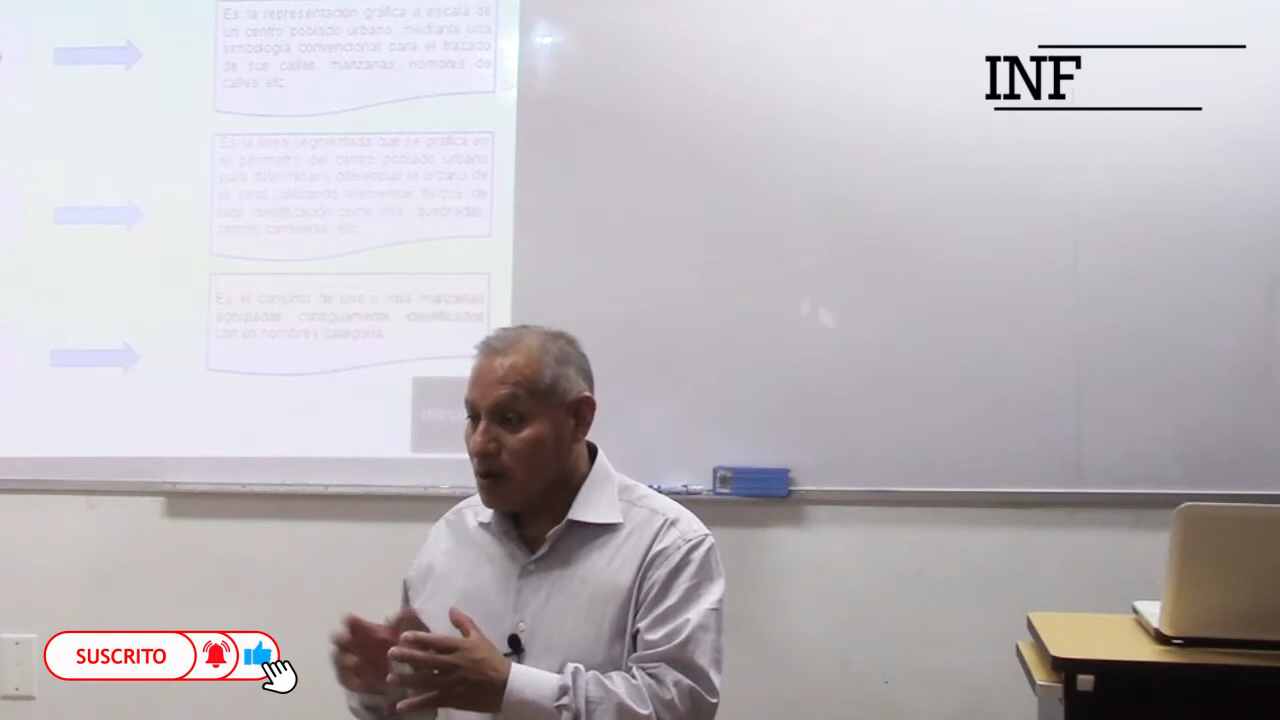 Es la representación gráfica a escala de
un centro poblado urbano, mediante una
simbología convencional para el trazado
de sus calles, manzanas, nombres de
calles, etc.
Es la línea segmentada que se grafica en
el perímetro del centro poblado urbano
para determinar y diferenciar lo urbano de
lo rural, utilizando elementos físicos de
fácil identificación como ríos, quebradas,
cerros, carreteras, etc.
Es el conjunto de una o más manzanas
agrupadas contiguamente identificadas
con un nombre y categoría
INF
SUSCRITO